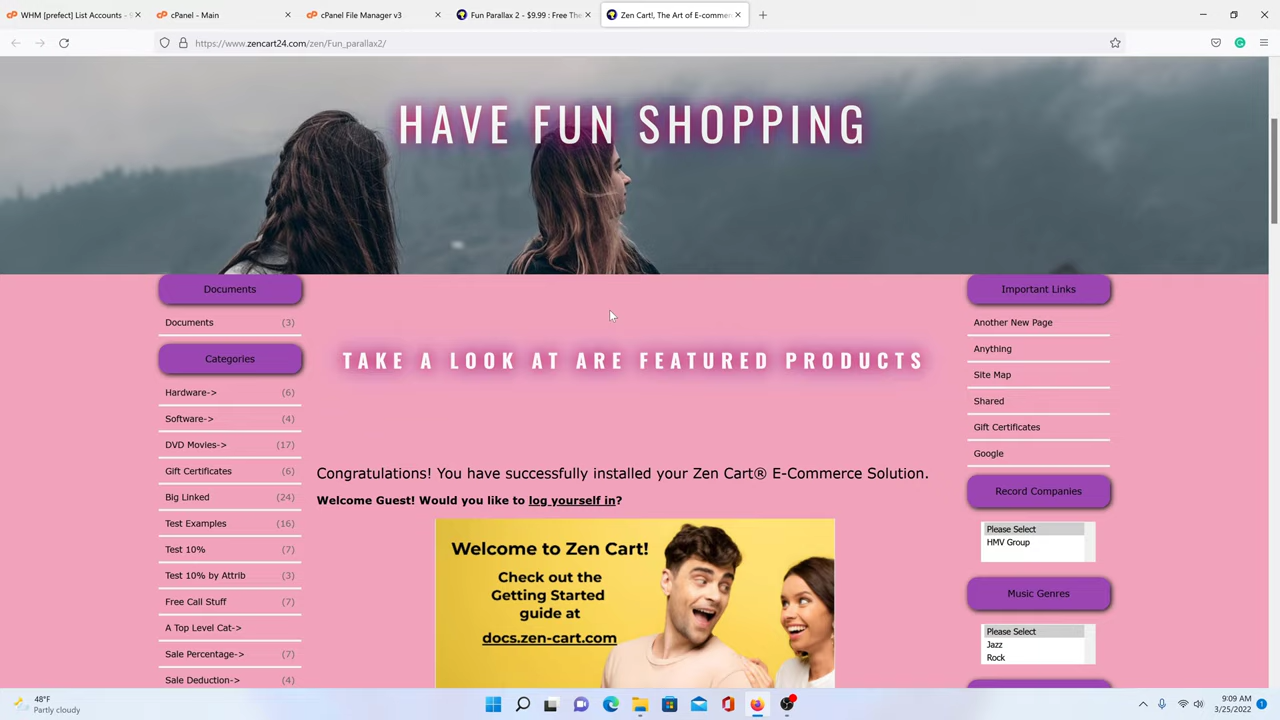 WHM [prefect] List Accounts -
cPanel - Main
cPanel File Manager v3
Fun Parallax 2 - $9.99 : Free The
Zen Cart!, The Art of E-commer
https://www.zencart24.com/zen/Fun_parallax2/
HAVE FUN SHOPPING
Documents
Documents (3)
Categories
Hardware-> (6)
Software-> (4)
DVD Movies-> (17)
Gift Certificates (6)
Big Linked (24)
Test Examples (16)
Test 10% (7)
Test 10% by Attrib (3)
Free Call Stuff (7)
A Top Level Cat->
Sale Percentage-> (7)
Sale Deduction-> (4)
TAKE A LOOK AT ARE FEATURED PRODUCTS
Congratulations! You have successfully installed your Zen Cart® E-Commerce Solution.
Welcome Guest! Would you like to log yourself in?
Welcome to Zen Cart!
Check out the
Getting Started
guide at
docs.zen-cart.com
Important Links
Another New Page
Anything
Site Map
Shared
Gift Certificates
Google
Record Companies
Please Select
HMV Group
Music Genres
Please Select
Jazz
Rock
48°F
Partly cloudy
9:09 AM
3/25/2022